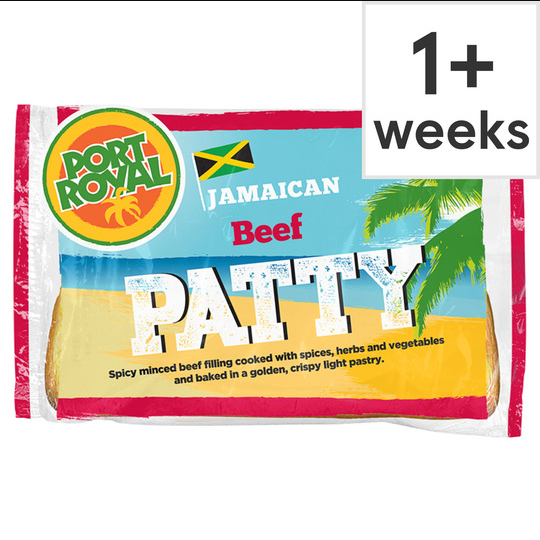 1+
weeks
PORT
ROYAL
JAMAICAN
Beef
PATTY
Spicy minced beef filling cooked with spices, herbs and vegetables
and baked in a golden, crispy light pastry.